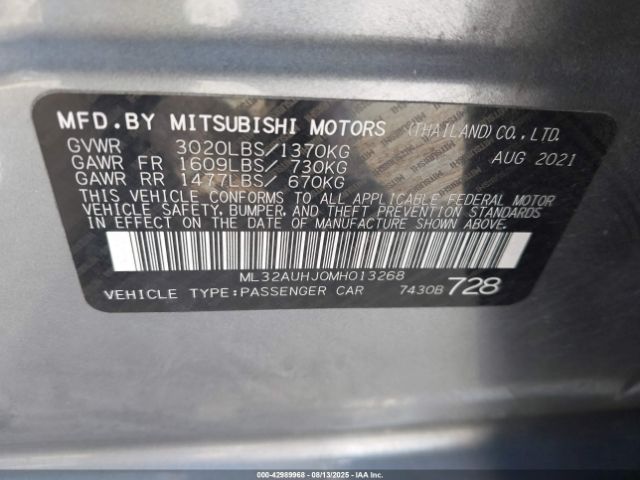 MFD.BY MITSUBISHI MOTORS (THAILAND)CO.,LTD.
GVWR 3020LBS/1370KG AUG 2021
GAWR FR 1609LBS/730KG
GAWR RR 1477LBS/670KG
THIS VEHICLE CONFORMS TO ALL APPLICABLE FEDERAL MOTOR
VEHICLE SAFETY, BUMPER, AND THEFT PREVENTION STANDARDS
IN EFFECT ON THE DATE OF MANUFACTURE SHOWN ABOVE.
ML32AUHJ0MH013268
VEHICLE TYPE:PASSENGER CAR 7430B 728
000-42989968 - 08/13/2025 - IAAI.com